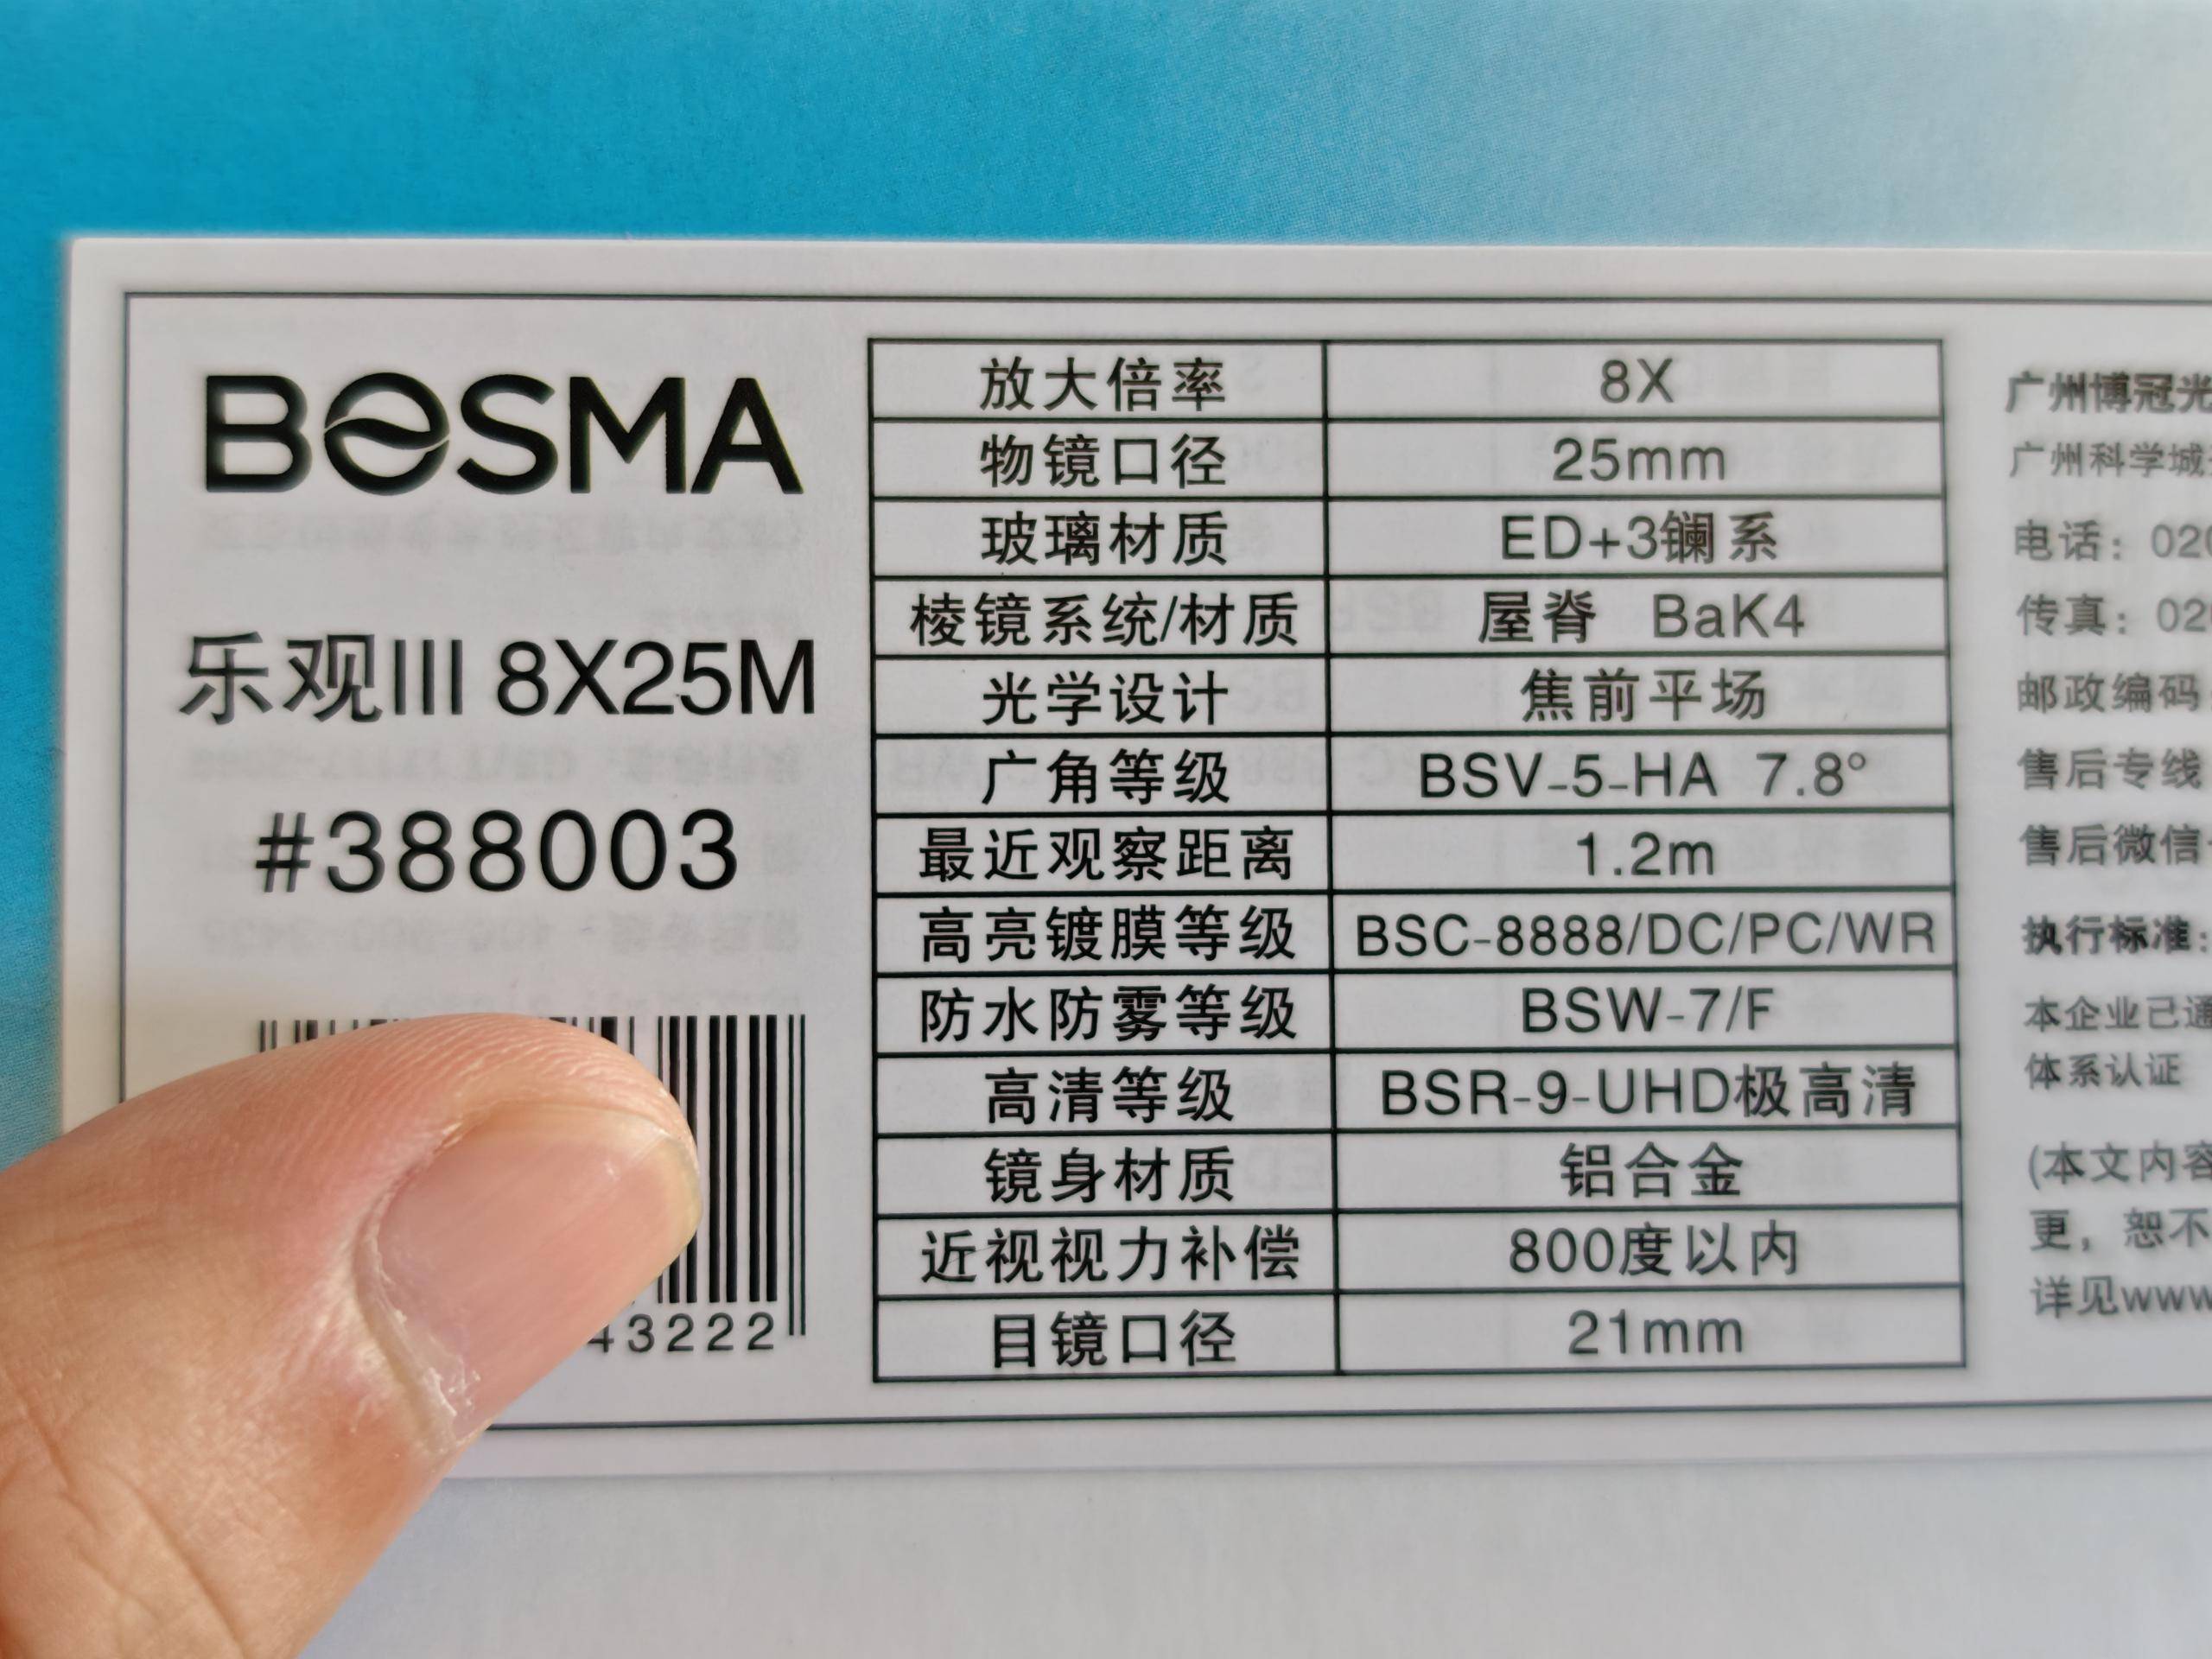 BOSMA
乐观III 8X25M
#388003
43222
放大倍率 8X
物镜口径 25mm
玻璃材质 ED+3镧系
棱镜系统/材质 屋脊 BaK4
光学设计 焦前平场
广角等级 BSV-5-HA 7.8°
最近观察距离 1.2m
高亮镀膜等级 BSC-8888/DC/PC/WR
防水防雾等级 BSW-7/F
高清等级 BSR-9-UHD极高清
镜身材质 铝合金
近视视力补偿 800度以内
目镜口径 21mm
广州博冠光
广州科学城
电话：020
传真：02
邮政编码
售后专线
售后微信
执行标准：
本企业已通
体系认证
(本文内容
更，恕不
详见www